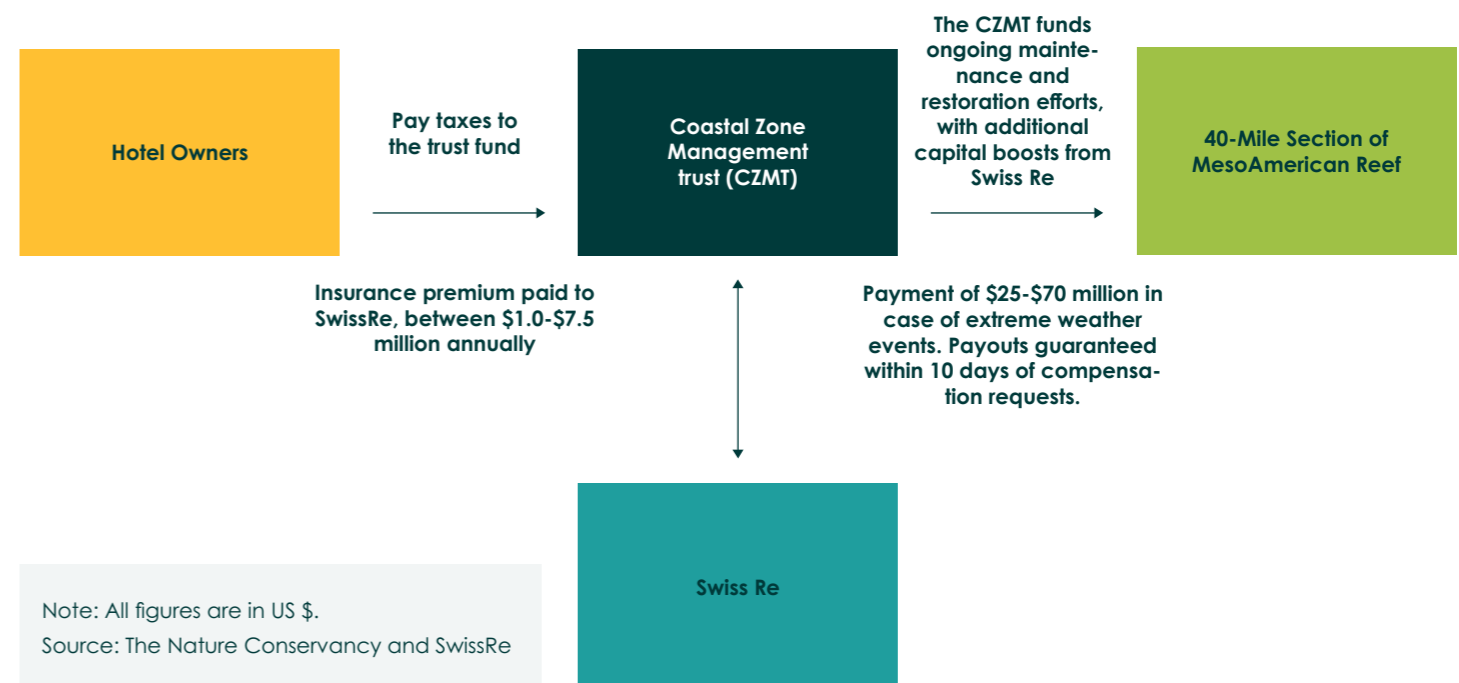 Hotel Owners
Pay taxes to
the trust fund
Coastal Zone
Management
trust (CZMT)
The CZMT funds
ongoing mainte-
nance and
restoration efforts,
with additional
capital boosts from
Swiss Re
40-Mile Section of
MesoAmerican Reef
Insurance premium paid to
SwissRe, between $1.0-$7.5
million annually
Payment of $25-$70 million in
case of extreme weather
events. Payouts guaranteed
within 10 days of compensa-
tion requests.
Swiss Re
Note: All figures are in US $.
Source: The Nature Conservancy and SwissRe